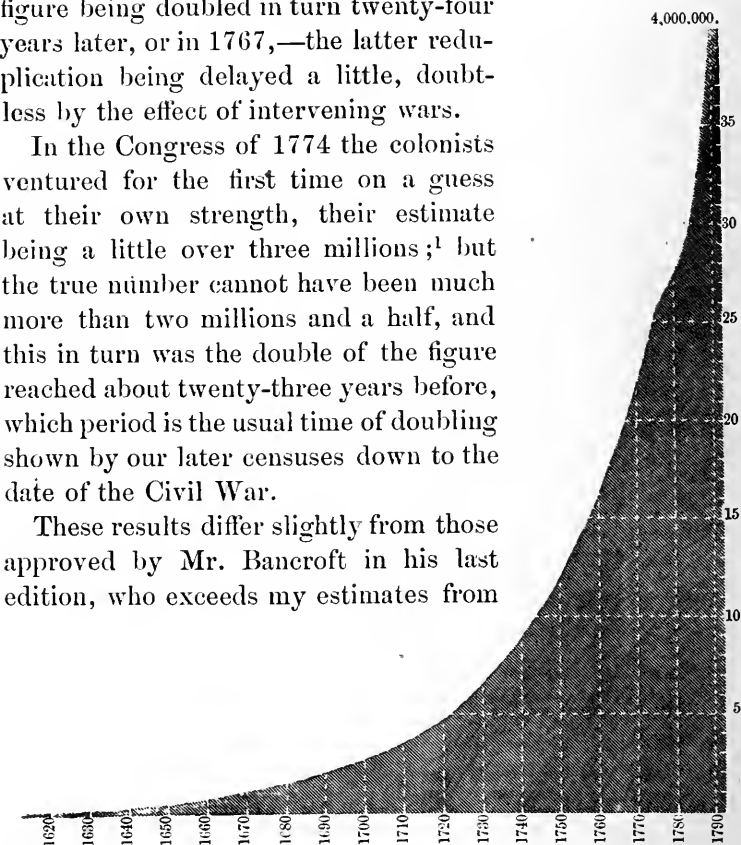 figure being doubled in turn twenty-four
years later, or in 1767,—the latter redu-
plication being delayed a little, doubt-
less by the effect of intervening wars.
In the Congress of 1774 the colonists
ventured for the first time on a guess
at their own strength, their estimate
being a little over three millions;¹ but
the true number cannot have been much
more than two millions and a half, and
this in turn was the double of the figure
reached about twenty-three years before,
which period is the usual time of doubling
shown by our later censuses down to the
date of the Civil War.
These results differ slightly from those
approved by Mr. Bancroft in his last
edition, who exceeds my estimates from
4,000,000.
35
30
25
20
15
10
5
1620 1630 1640 1650 1660 1670 1680 1690 1700 1710 1720 1730 1740 1750 1760 1770 1780 1790